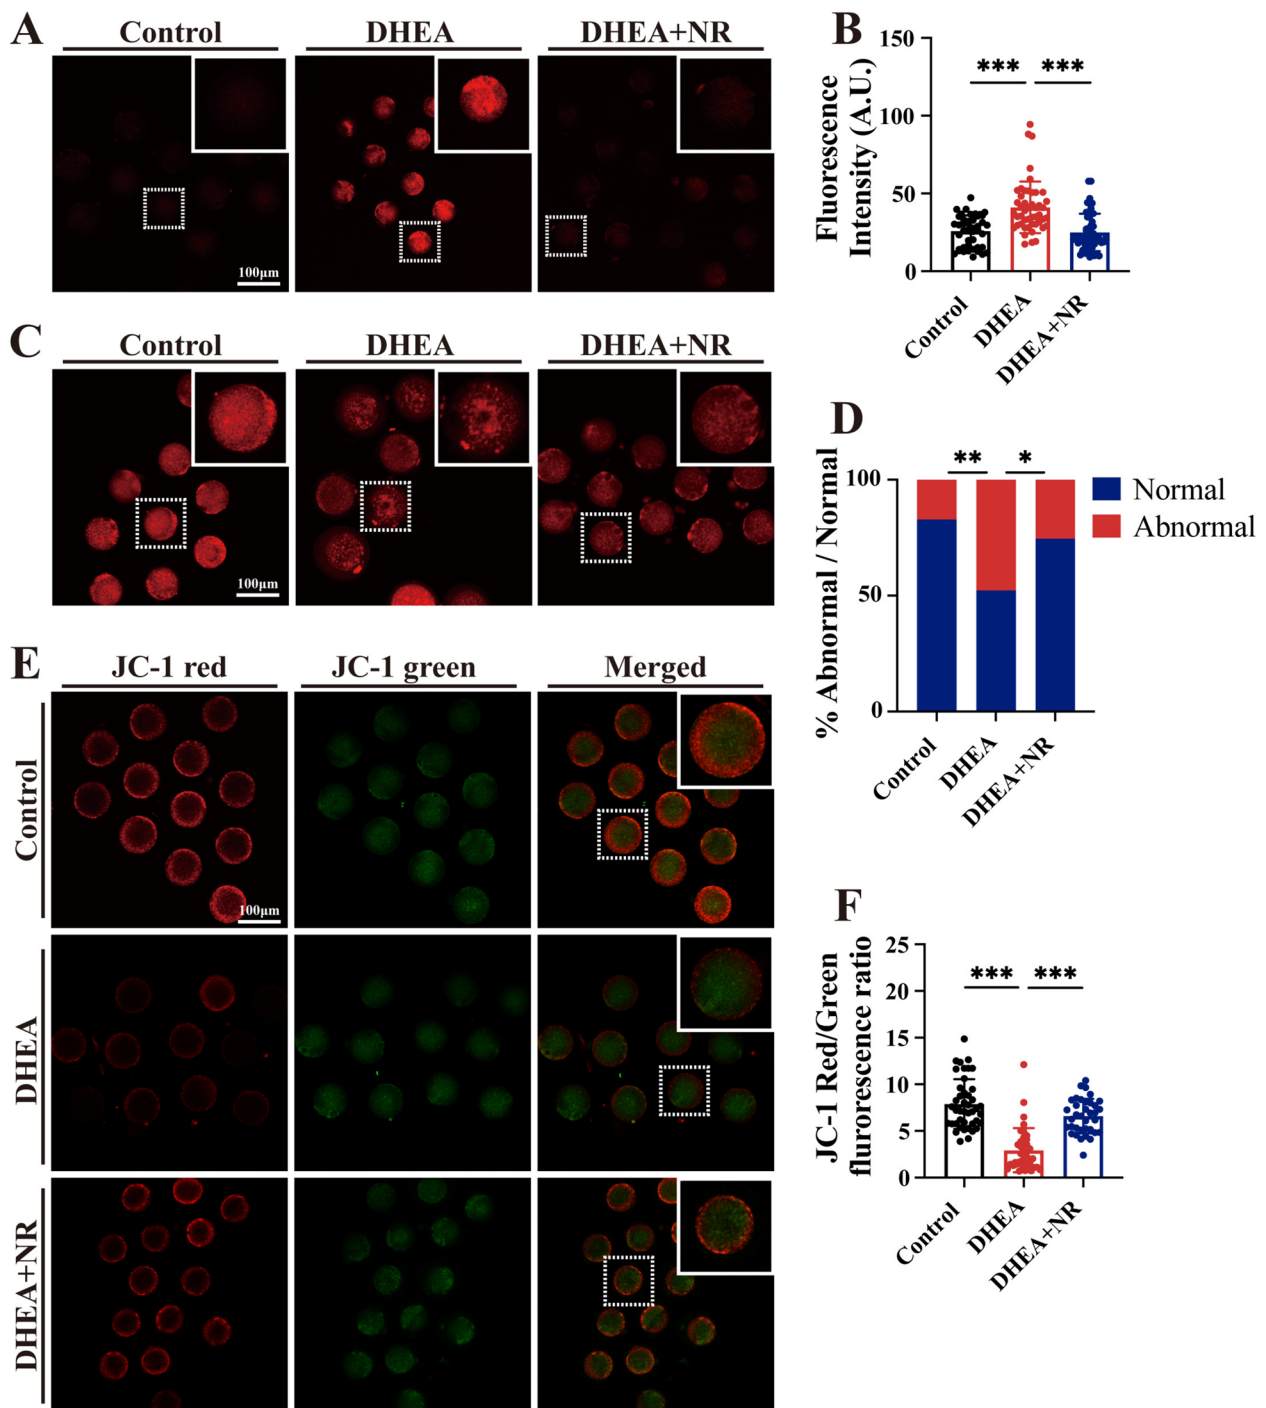 A
Control
DHEA
DHEA+NR
100μm
B
Fluorescence
Intensity (A.U.)
150
100
50
0
***
***
Control
DHEA
DHEA+NR
C
Control
DHEA
DHEA+NR
100μm
D
% Abnormal / Normal
100
50
0
**
*
Normal
Abnormal
Control
DHEA
DHEA+NR
E
JC-1 red
JC-1 green
Merged
Control
100μm
DHEA
DHEA+NR
F
JC-1 Red/Green
flurorescence ratio
25
20
15
10
5
0
***
***
Control
DHEA
DHEA+NR